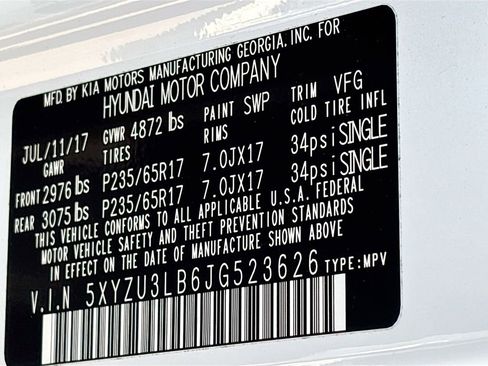 MFD. BY KIA MOTORS MANUFACTURING GEORGIA. INC. FOR
HYUNDAI MOTOR COMPANY
JUL/11/17 GVWR 4872 lbs PAINT SWP TRIM VFG
GAWR TIRES RIMS COLD TIRE INFL
FRONT 2976 lbs P235/65R17 7.0JX17 34psi SINGLE
REAR 3075 lbs P235/65R17 7.0JX17 34psi SINGLE
THIS VEHICLE CONFORMS TO ALL APPLICABLE U.S.A. FEDERAL
MOTOR VEHICLE SAFETY AND THEFT PREVENTION STANDARDS
IN EFFECT ON THE DATE OF MANUFACTURE SHOWN ABOVE
V.I.N 5XYZU3LB6JG523626 TYPE:MPV